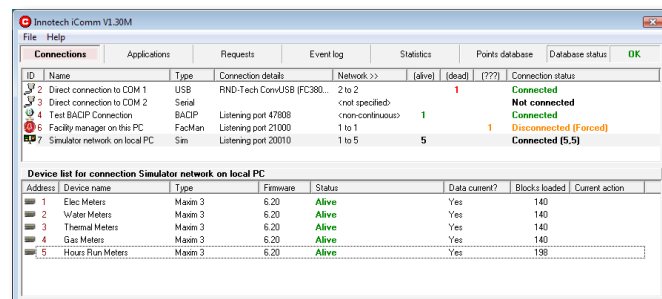 Innotech iComm V1.30M
File Help
Connections Applications Requests Event log Statistics Points database Database status OK
ID Name Type Connection details Network >> (alive) (dead) (???) Connection status
2 Direct connection to COM 1 USB RND-Tech ConvUSB (FC380... 2 to 2 1 Connected
3 Direct connection to COM 2 Serial <not specified> Not connected
4 Test BACIP Connection BACIP Listening port 47808 <non-continuous> 1 Connected
6 Facility manager on this PC FacMan Listening port 21000 1 to 1 1 Disconnected (Forced)
7 Simulator network on local PC Sim Listening port 20010 1 to 5 5 Connected (5,5)
Device list for connection Simulator network on local PC
Address Device name Type Firmware Status Data current? Blocks loaded Current action
1 Elec Meters Maxim 3 6.20 Alive Yes 140
2 Water Meters Maxim 3 6.20 Alive Yes 140
3 Thermal Meters Maxim 3 6.20 Alive Yes 140
4 Gas Meters Maxim 3 6.20 Alive Yes 140
5 Hours Run Meters Maxim 3 6.20 Alive Yes 198